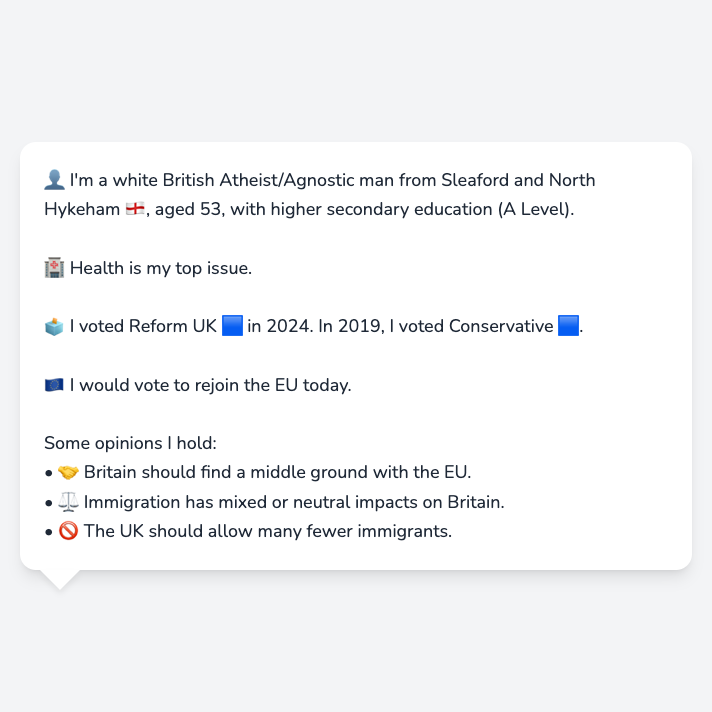 👤 I'm a white British Atheist/Agnostic man from Sleaford and North
Hykeham 🏴󠁧󠁢󠁥󠁮󠁧󠁿, aged 53, with higher secondary education (A Level).
🏥 Health is my top issue.
🗳️ I voted Reform UK 🟦 in 2024. In 2019, I voted Conservative 🟦.
🇪🇺 I would vote to rejoin the EU today.
Some opinions I hold:
• 🤝 Britain should find a middle ground with the EU.
• ⚖️ Immigration has mixed or neutral impacts on Britain.
• 🚫 The UK should allow many fewer immigrants.